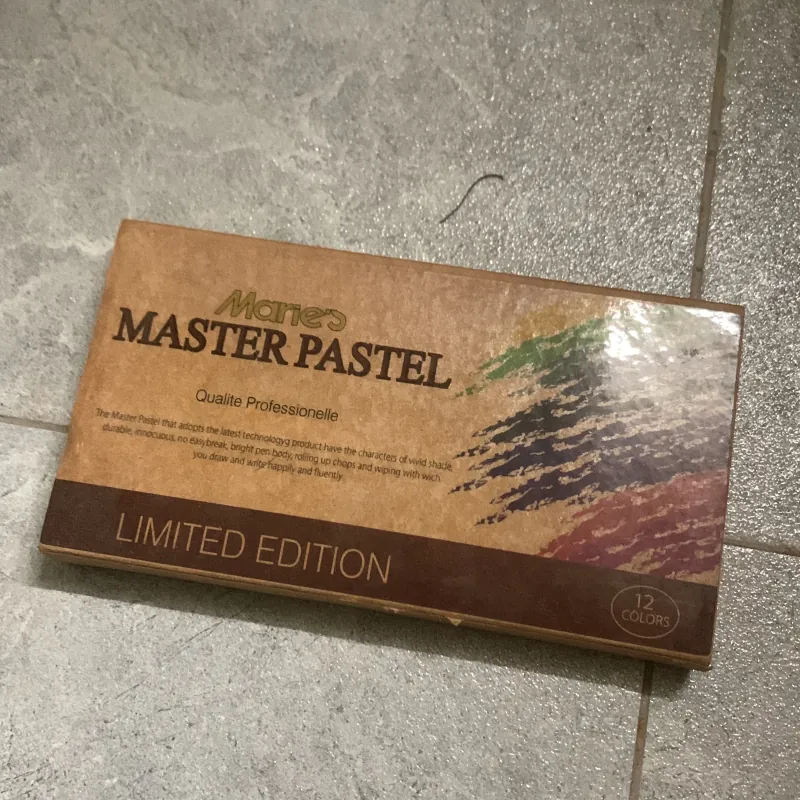 Marie's
MASTER PASTEL
Qualite Professionelle
The Master Pastel that adopts the latest technologyg product have the characters of vivid shade,
durable, innocuous, no easybreak, bright pen body, rolling up chops and wiping with wich
you draw and write happily and fluently
LIMITED EDITION
12
COLORS